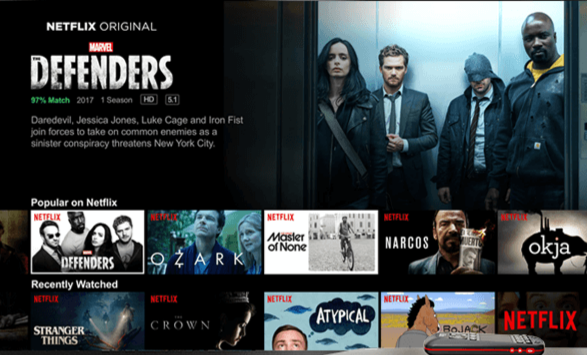 NETFLIX ORIGINAL
MARVEL
THE
DEFENDERS
97% Match 2017 1 Season HD 5.1
Daredevil, Jessica Jones, Luke Cage and Iron Fist
join forces to take on common enemies as a
sinister conspiracy threatens New York City.
Popular on Netflix
NETFLIX NETFLIX NETFLIX NETFLIX NETFLIX
DEFENDERS
OZARK
Master
of None
NARCOS
okja
Recently Watched
NETFLIX NETFLIX NETFLIX NETFLIX
STRANGER
THINGS
THE
CROWN
ATYPICAL
BOJACK
NETFLIX